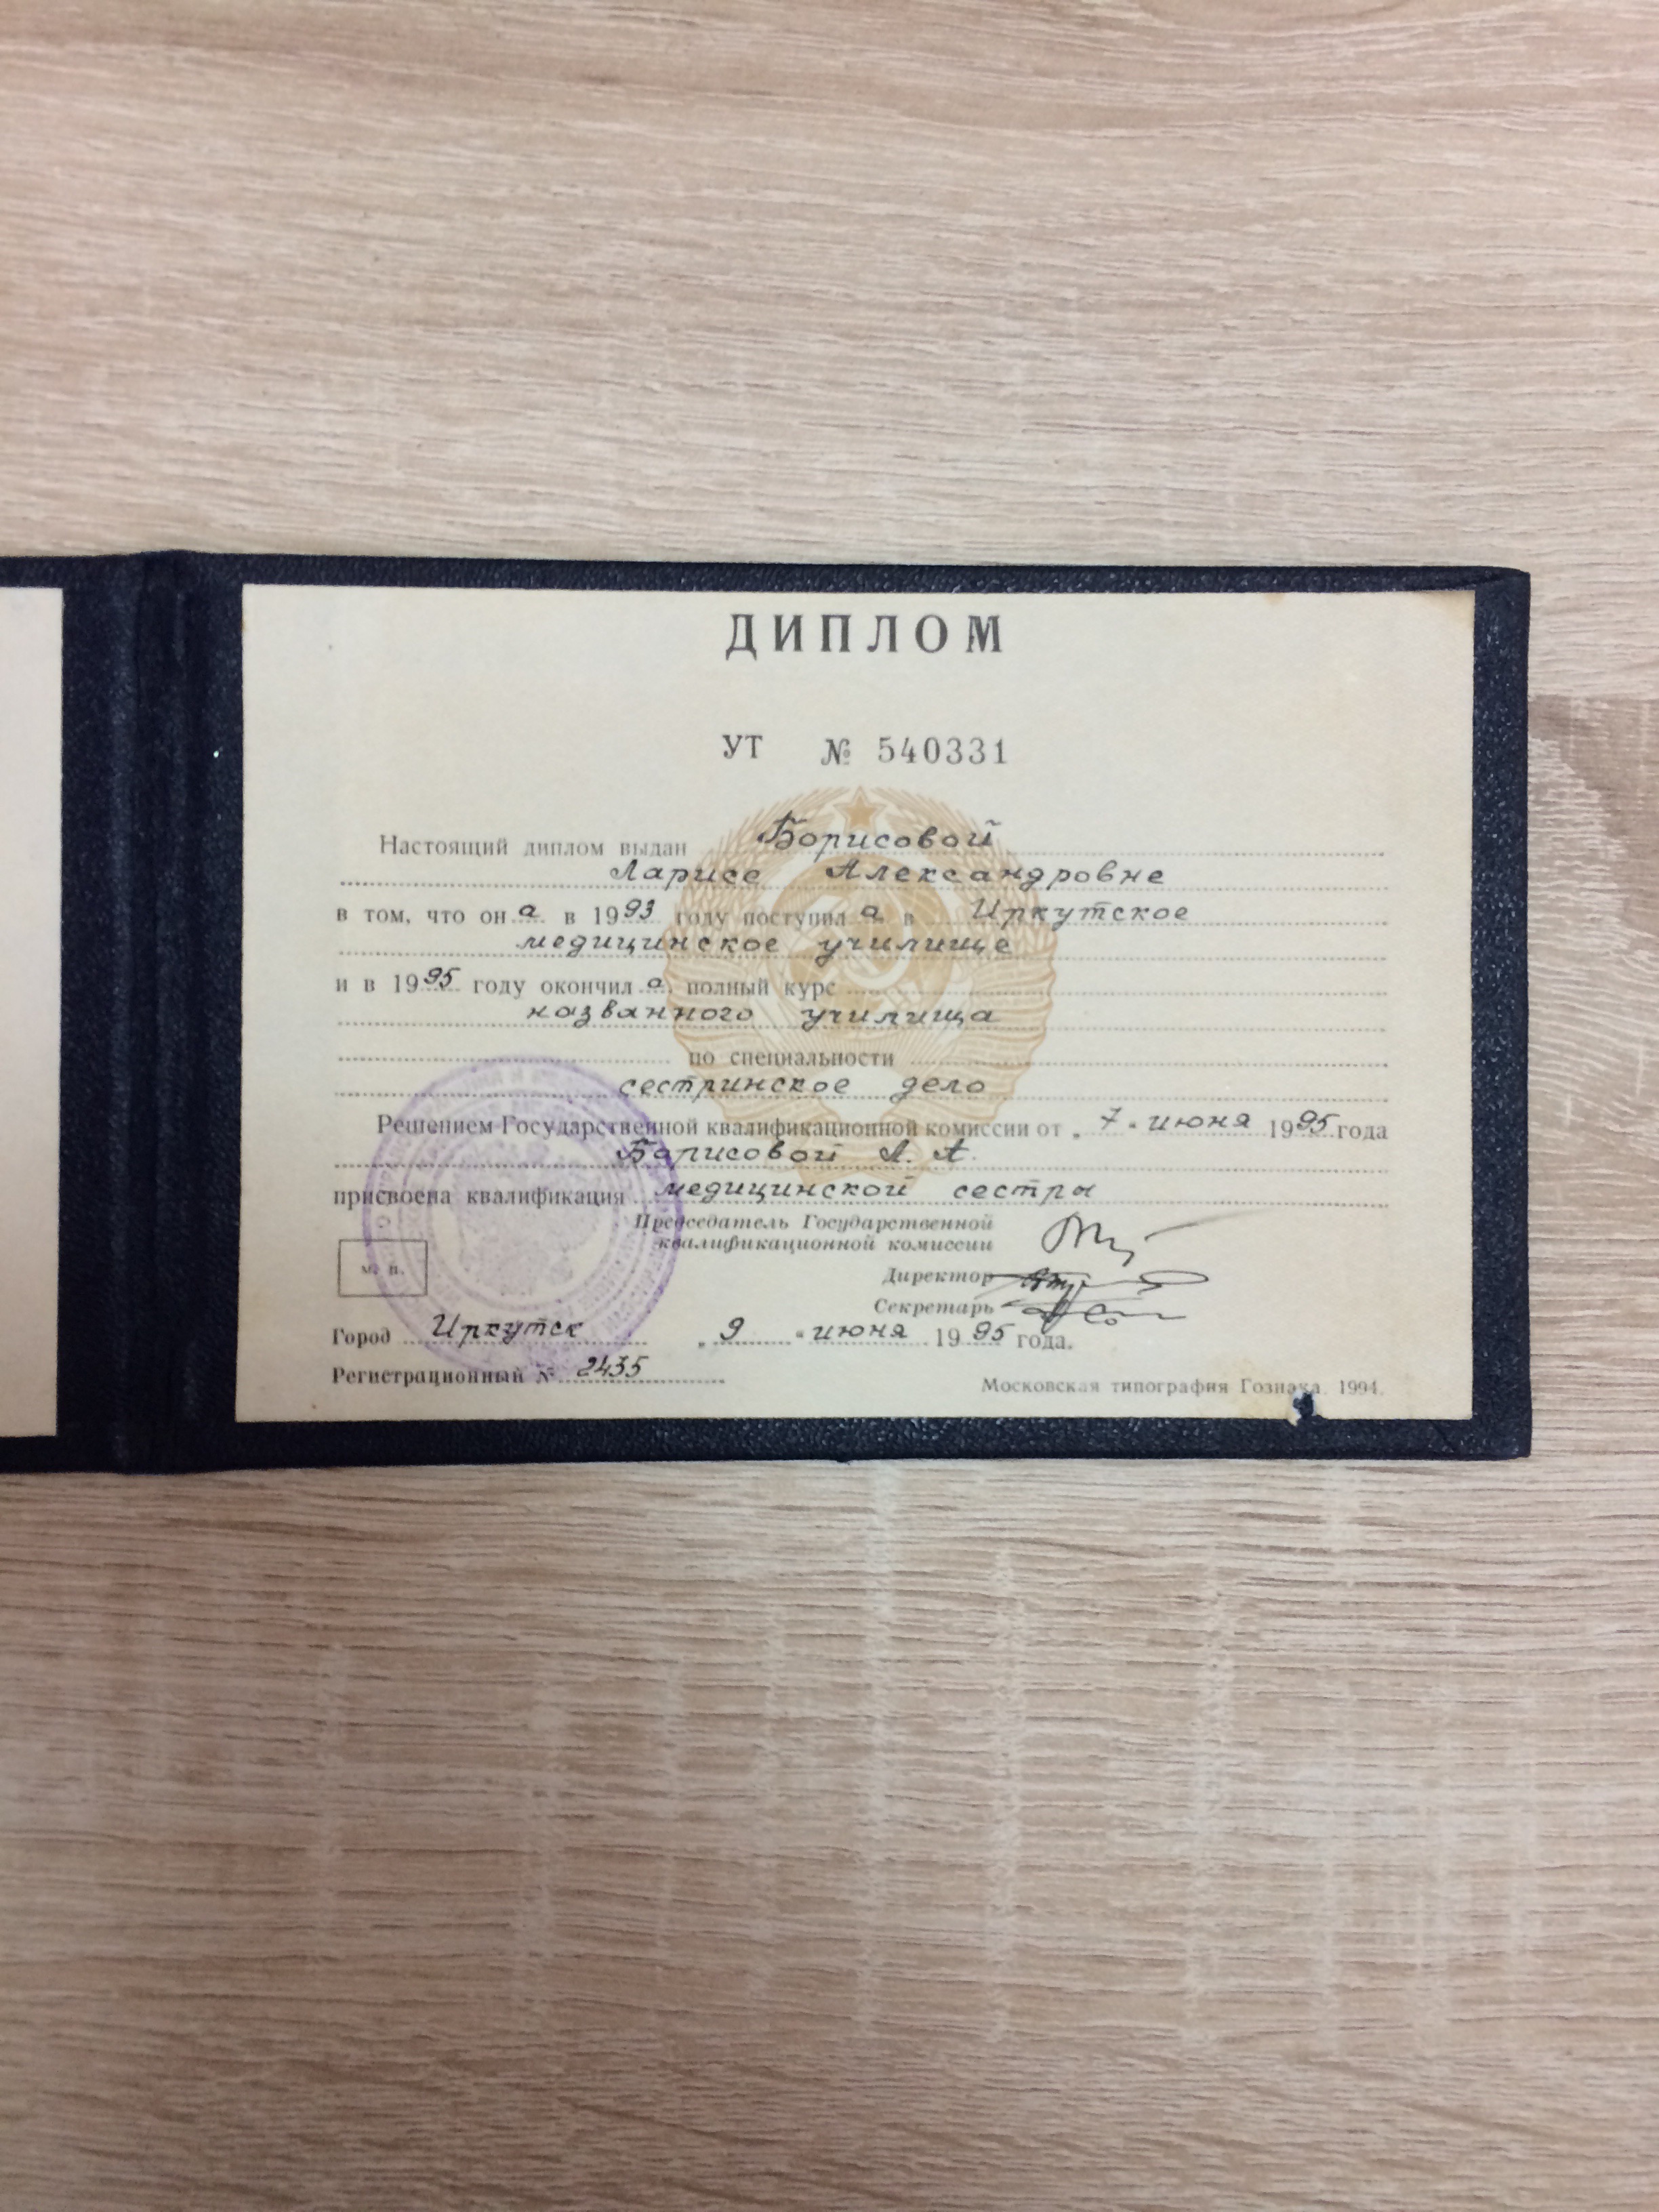 ДИПЛОМ
УТ № 540331
Настоящий диплом выдан Борисовой
Ларисе Александровне
в том, что он а в 1993 году поступил а в Иркутское
медицинское училище
и в 1995 году окончил а полный курс
названного училища
по специальности
сестринское дело
Решением Государственной квалификационной комиссии от „7" июня 1995 года
Борисовой Л. А.
присвоена квалификация медицинской сестры
Председатель Государственной
квалификационной комиссии
м. п.
Директор
Секретарь
Город Иркутск „9" июня 1995 года.
Регистрационный № 2435
Московская типография Гознака. 1994.